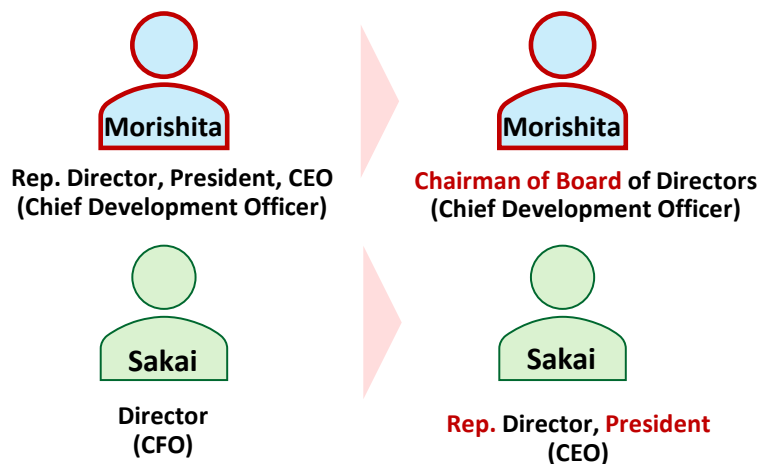 Morishita
Rep. Director, President, CEO
(Chief Development Officer)
Morishita
Chairman of Board of Directors
(Chief Development Officer)
Sakai
Director
(CFO)
Sakai
Rep. Director, President
(CEO)